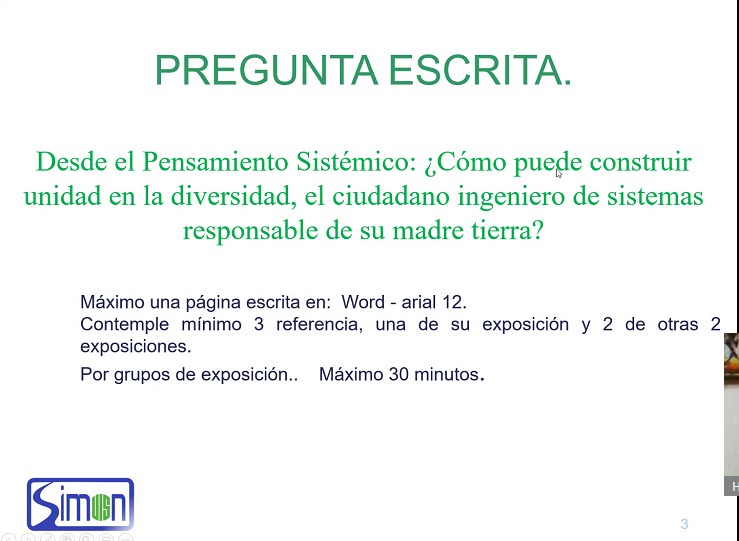 PREGUNTA ESCRITA.
Desde el Pensamiento Sistémico: ¿Cómo puede construir
unidad en la diversidad, el ciudadano ingeniero de sistemas
responsable de su madre tierra?
Máximo una página escrita en: Word - arial 12.
Contemple mínimo 3 referencia, una de su exposición y 2 de otras 2
exposiciones.
Por grupos de exposición.. Máximo 30 minutos.
Simon
UIS
H
3